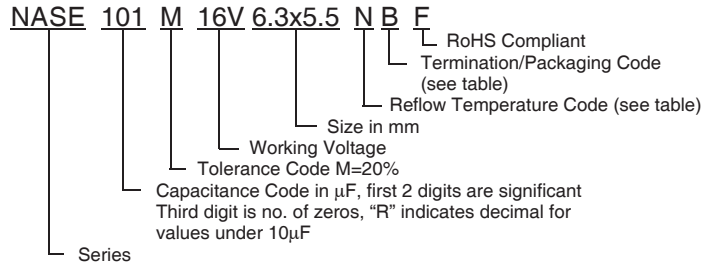 NASE 101 M 16V 6.3x5.5 N B F
RoHS Compliant
Termination/Packaging Code
(see table)
Reflow Temperature Code (see table)
Size in mm
Working Voltage
Tolerance Code M=20%
Capacitance Code in μF, first 2 digits are significant
Third digit is no. of zeros, “R” indicates decimal for
values under 10μF
Series